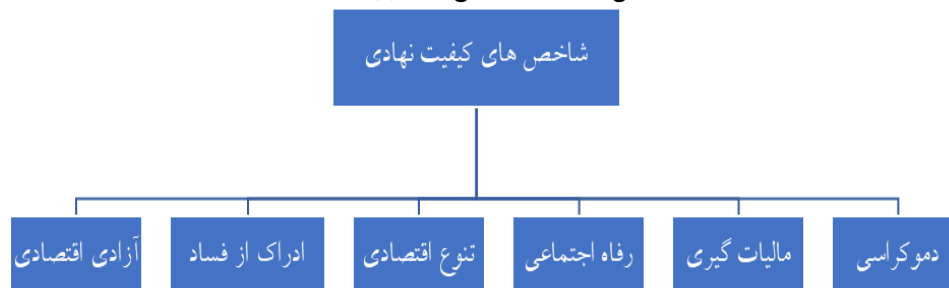 شاخص های کیفیت نهادی
دموکراسی
مالیات گیری
رفاه اجتماعی
تنوع اقتصادی
ادراک از فساد
آزادی اقتصادی